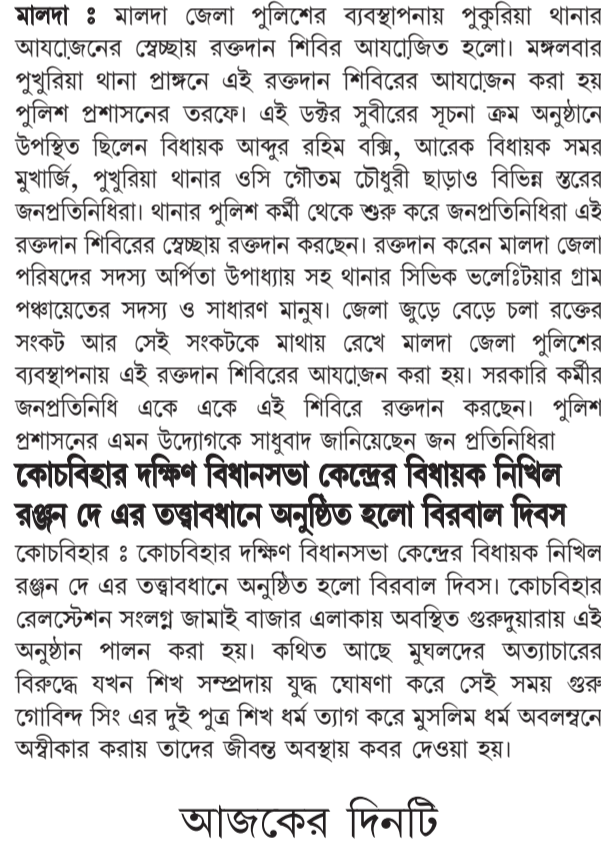 মালদা ঃ মালদা জেলা পুলিশের ব্যবস্থাপনায় পুকুরিয়া থানার
আযােজনের স্বেচ্ছায় রক্তদান শিবির আযােজিত হলো। মঙ্গলবার
পুখুরিয়া থানা প্রাঙ্গনে এই রক্তদান শিবিরের আযােজন করা হয়
পুলিশ প্রশাসনের তরফে। এই ডক্টর সুবীরের সূচনা ক্রম অনুষ্ঠানে
উপস্থিত ছিলেন বিধায়ক আব্দুর রহিম বক্সি, আরেক বিধায়ক সমর
মুখার্জি, পুখুরিয়া থানার ওসি গৌতম চৌধুরী ছাড়াও বিভিন্ন স্তরের
জনপ্রতিনিধিরা। থানার পুলিশ কর্মী থেকে শুরু করে জনপ্রতিনিধিরা এই
রক্তদান শিবিরের স্বেচ্ছায় রক্তদান করছেন। রক্তদান করেন মালদা জেলা
পরিষদের সদস্য অর্পিতা উপাধ্যায় সহ থানার সিভিক ভলেঃটিয়ার গ্রাম
পঞ্চায়েতের সদস্য ও সাধারণ মানুষ। জেলা জুড়ে বেড়ে চলা রক্তের
সংকট আর সেই সংকটকে মাথায় রেখে মালদা জেলা পুলিশের
ব্যবস্থাপনায় এই রক্তদান শিবিরের আযােজন করা হয়। সরকারি কর্মীর
জনপ্রতিনিধি একে একে এই শিবিরে রক্তদান করছেন। পুলিশ
প্রশাসনের এমন উদ্যোগকে সাধুবাদ জানিয়েছেন জন প্রতিনিধিরা
কোচবিহার দক্ষিণ বিধানসভা কেন্দ্রের বিধায়ক নিখিল
রঞ্জন দে এর তত্ত্বাবধানে অনুষ্ঠিত হলো বিরবাল দিবস
কোচবিহার ঃ কোচবিহার দক্ষিণ বিধানসভা কেন্দ্রের বিধায়ক নিখিল
রঞ্জন দে এর তত্ত্বাবধানে অনুষ্ঠিত হলো বিরবাল দিবস। কোচবিহার
রেলস্টেশন সংলগ্ন জামাই বাজার এলাকায় অবস্থিত গুরুদুয়ারায় এই
অনুষ্ঠান পালন করা হয়। কথিত আছে মুঘলদের অত্যাচারের
বিরুদ্ধে যখন শিখ সম্প্রদায় যুদ্ধ ঘোষণা করে সেই সময় গুরু
গোবিন্দ সিং এর দুই পুত্র শিখ ধর্ম ত্যাগ করে মুসলিম ধর্ম অবলম্বনে
অস্বীকার করায় তাদের জীবন্ত অবস্থায় কবর দেওয়া হয়।
আজকের দিনটি